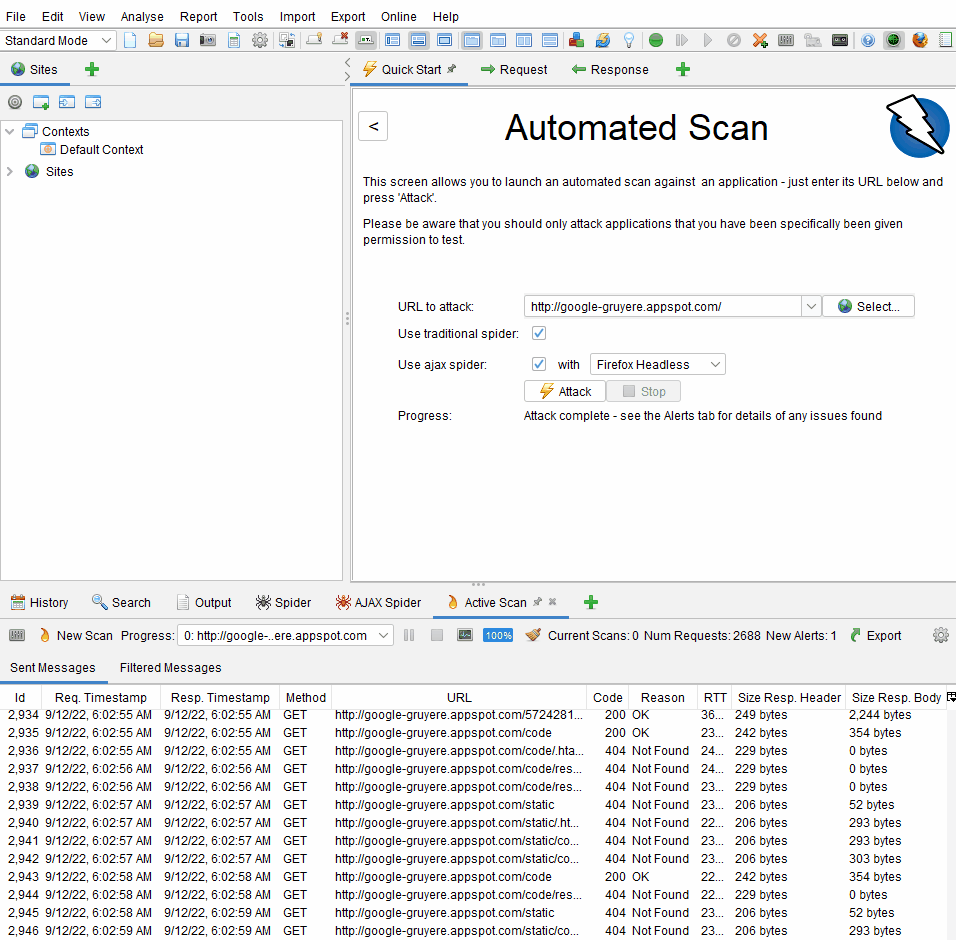 File Edit View Analyse Report Tools Import Export Online Help
Standard Mode
Sites
Quick Start Request Response
Contexts
Default Context
Sites
<
Automated Scan
This screen allows you to launch an automated scan against an application - just enter its URL below and
press 'Attack'.
Please be aware that you should only attack applications that you have been specifically been given
permission to test.
URL to attack: http://google-gruyere.appspot.com/ Select...
Use traditional spider:
Use ajax spider: with Firefox Headless
Attack Stop
Progress: Attack complete - see the Alerts tab for details of any issues found
History Search Output Spider AJAX Spider Active Scan
New Scan Progress: 0: http://google-..ere.appspot.com 100% Current Scans: 0 Num Requests: 2688 New Alerts: 1 Export
Sent Messages Filtered Messages
Id Req. Timestamp Resp. Timestamp Method URL Code Reason RTT Size Resp. Header Size Resp. Body
2,934 9/12/22, 6:02:55 AM 9/12/22, 6:02:55 AM GET http://google-gruyere.appspot.com/5724281... 200 OK 36... 249 bytes 2,244 bytes
2,935 9/12/22, 6:02:55 AM 9/12/22, 6:02:55 AM GET http://google-gruyere.appspot.com/code 200 OK 23... 242 bytes 354 bytes
2,936 9/12/22, 6:02:55 AM 9/12/22, 6:02:55 AM GET http://google-gruyere.appspot.com/code/.hta... 404 Not Found 24... 229 bytes 0 bytes
2,937 9/12/22, 6:02:56 AM 9/12/22, 6:02:56 AM GET http://google-gruyere.appspot.com/code/res... 404 Not Found 24... 229 bytes 0 bytes
2,938 9/12/22, 6:02:56 AM 9/12/22, 6:02:56 AM GET http://google-gruyere.appspot.com/code/res... 404 Not Found 23... 229 bytes 0 bytes
2,939 9/12/22, 6:02:57 AM 9/12/22, 6:02:57 AM GET http://google-gruyere.appspot.com/static 404 Not Found 23... 206 bytes 52 bytes
2,940 9/12/22, 6:02:57 AM 9/12/22, 6:02:57 AM GET http://google-gruyere.appspot.com/static/.ht... 404 Not Found 22... 206 bytes 293 bytes
2,941 9/12/22, 6:02:57 AM 9/12/22, 6:02:57 AM GET http://google-gruyere.appspot.com/static/co... 404 Not Found 23... 206 bytes 293 bytes
2,942 9/12/22, 6:02:57 AM 9/12/22, 6:02:57 AM GET http://google-gruyere.appspot.com/static/co... 404 Not Found 23... 206 bytes 303 bytes
2,943 9/12/22, 6:02:58 AM 9/12/22, 6:02:58 AM GET http://google-gruyere.appspot.com/code 200 OK 22... 242 bytes 354 bytes
2,944 9/12/22, 6:02:58 AM 9/12/22, 6:02:58 AM GET http://google-gruyere.appspot.com/code/res... 404 Not Found 22... 229 bytes 0 bytes
2,945 9/12/22, 6:02:58 AM 9/12/22, 6:02:59 AM GET http://google-gruyere.appspot.com/static 404 Not Found 23... 206 bytes 52 bytes
2,946 9/12/22, 6:02:59 AM 9/12/22, 6:02:59 AM GET http://google-gruyere.appspot.com/static/co... 404 Not Found 22... 206 bytes 293 bytes